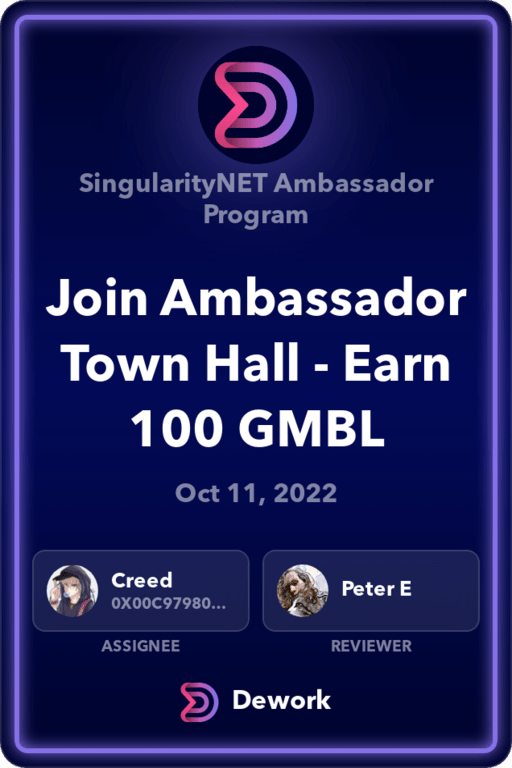 SingularityNET Ambassador
Program
Join Ambassador
Town Hall - Earn
100 GMBL
Oct 11, 2022
Creed
0X00C97980...
ASSIGNEE
Peter E
REVIEWER
Dework